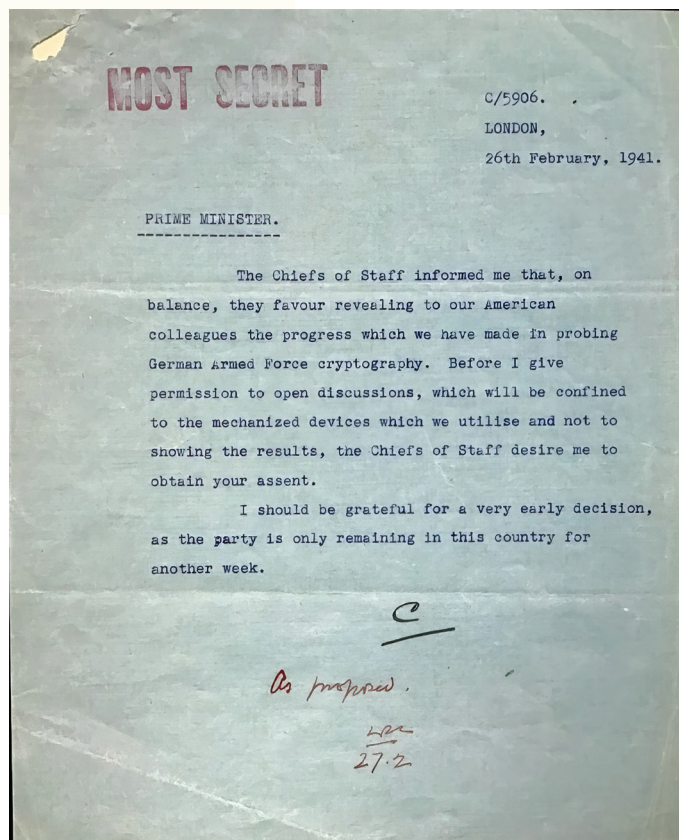 MOST SECRET
C/5906.
LONDON,
26th February, 1941.
PRIME MINISTER.
The Chiefs of Staff informed me that, on
balance, they favour revealing to our American
colleagues the progress which we have made in probing
German Armed Force cryptography. Before I give
permission to open discussions, which will be confined
to the mechanized devices which we utilise and not to
showing the results, the Chiefs of Staff desire me to
obtain your assent.
I should be grateful for a very early decision,
as the party is only remaining in this country for
another week.
C
As proposed.
WSC
27.2